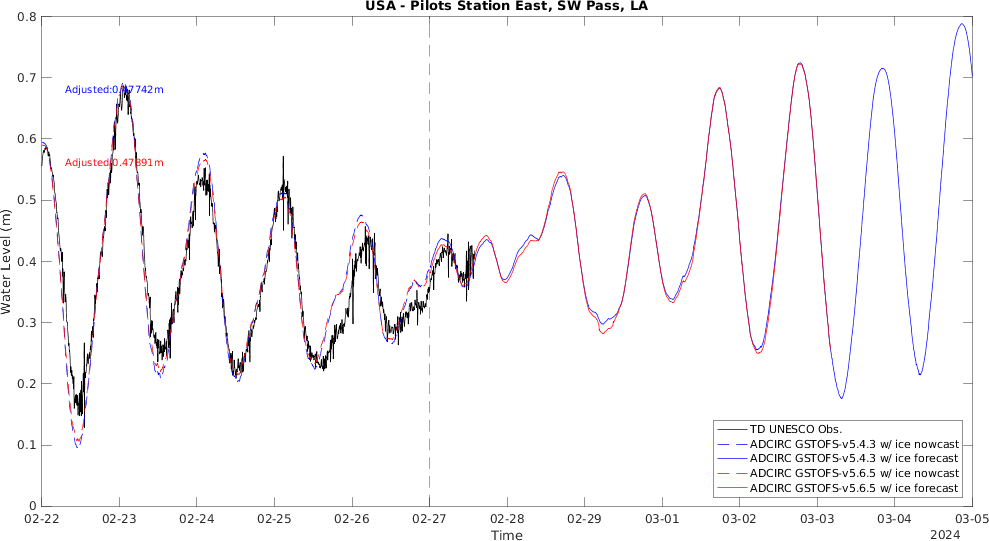 USA - Pilots Station East, SW Pass, LA
Water Level (m)
0.8
0.7
0.6
0.5
0.4
0.3
0.2
0.1
0
Adjusted:0.47742m
Adjusted:0.47891m
TD UNESCO Obs.
ADCIRC GSTOFS-v5.4.3 w/ ice nowcast
ADCIRC GSTOFS-v5.4.3 w/ ice forecast
ADCIRC GSTOFS-v5.6.5 w/ ice nowcast
ADCIRC GSTOFS-v5.6.5 w/ ice forecast
02-22 02-23 02-24 02-25 02-26 02-27 02-28 02-29 03-01 03-02 03-03 03-04 03-05
Time
2024